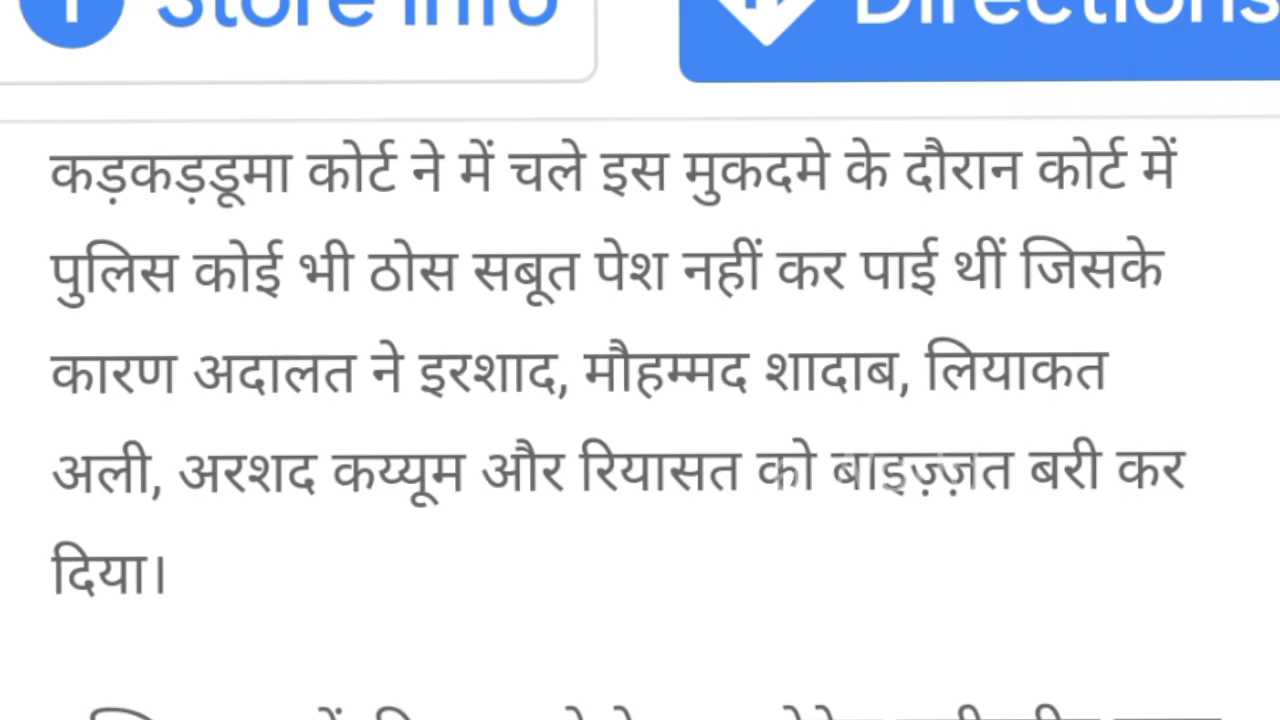 Store info
Directions
कड़कड़डूमा कोर्ट ने में चले इस मुकदमे के दौरान कोर्ट में
पुलिस कोई भी ठोस सबूत पेश नहीं कर पाई थीं जिसके
कारण अदालत ने इरशाद, मौहम्मद शादाब, लियाकत
अली, अरशद कय्यूम और रियासत को बाइज़्ज़त बरी कर
दिया।